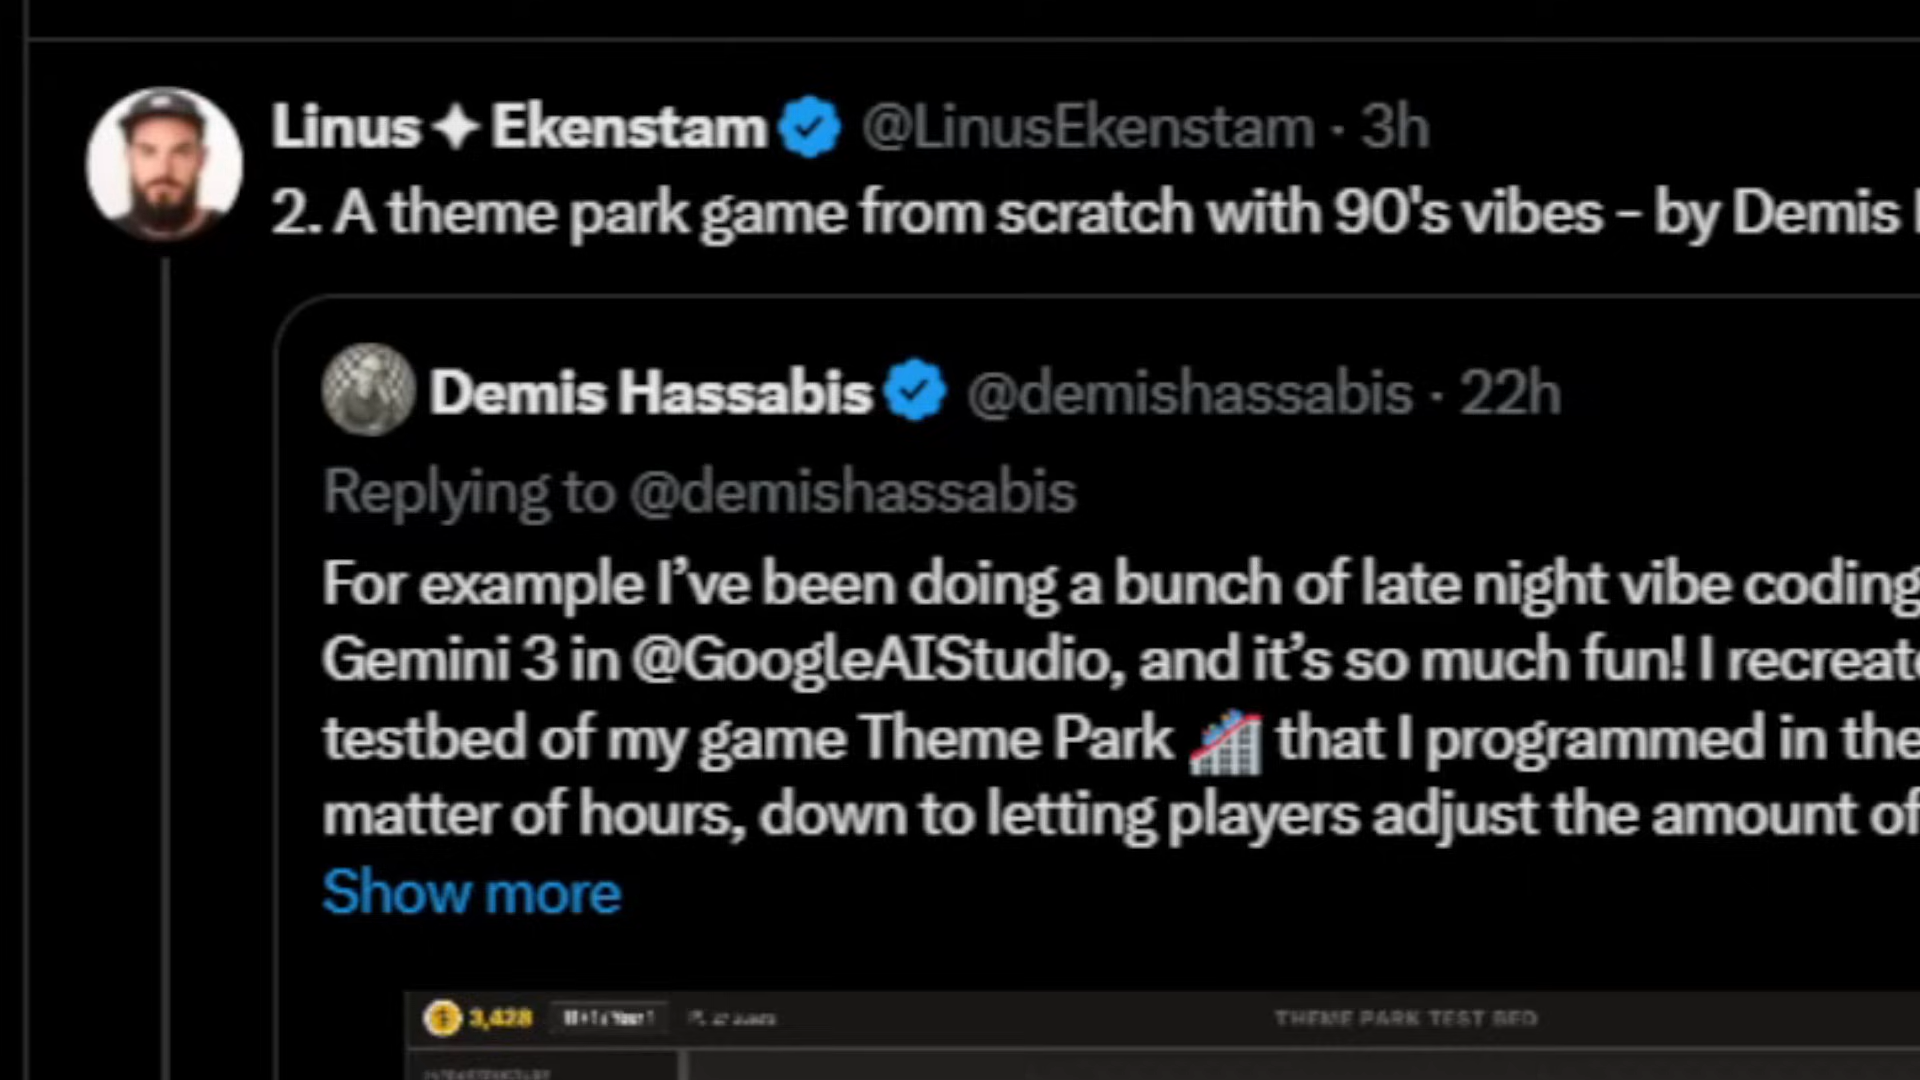 Linus✦Ekenstam @LinusEkenstam · 3h
2. A theme park game from scratch with 90's vibes – by Demis
Demis Hassabis @demishassabis · 22h
Replying to @demishassabis
For example I’ve been doing a bunch of late night vibe coding
Gemini 3 in @GoogleAIStudio, and it’s so much fun! I recreate
testbed of my game Theme Park 🎢 that I programmed in the
matter of hours, down to letting players adjust the amount of
Show more
3,428
THEME PARK TEST BED